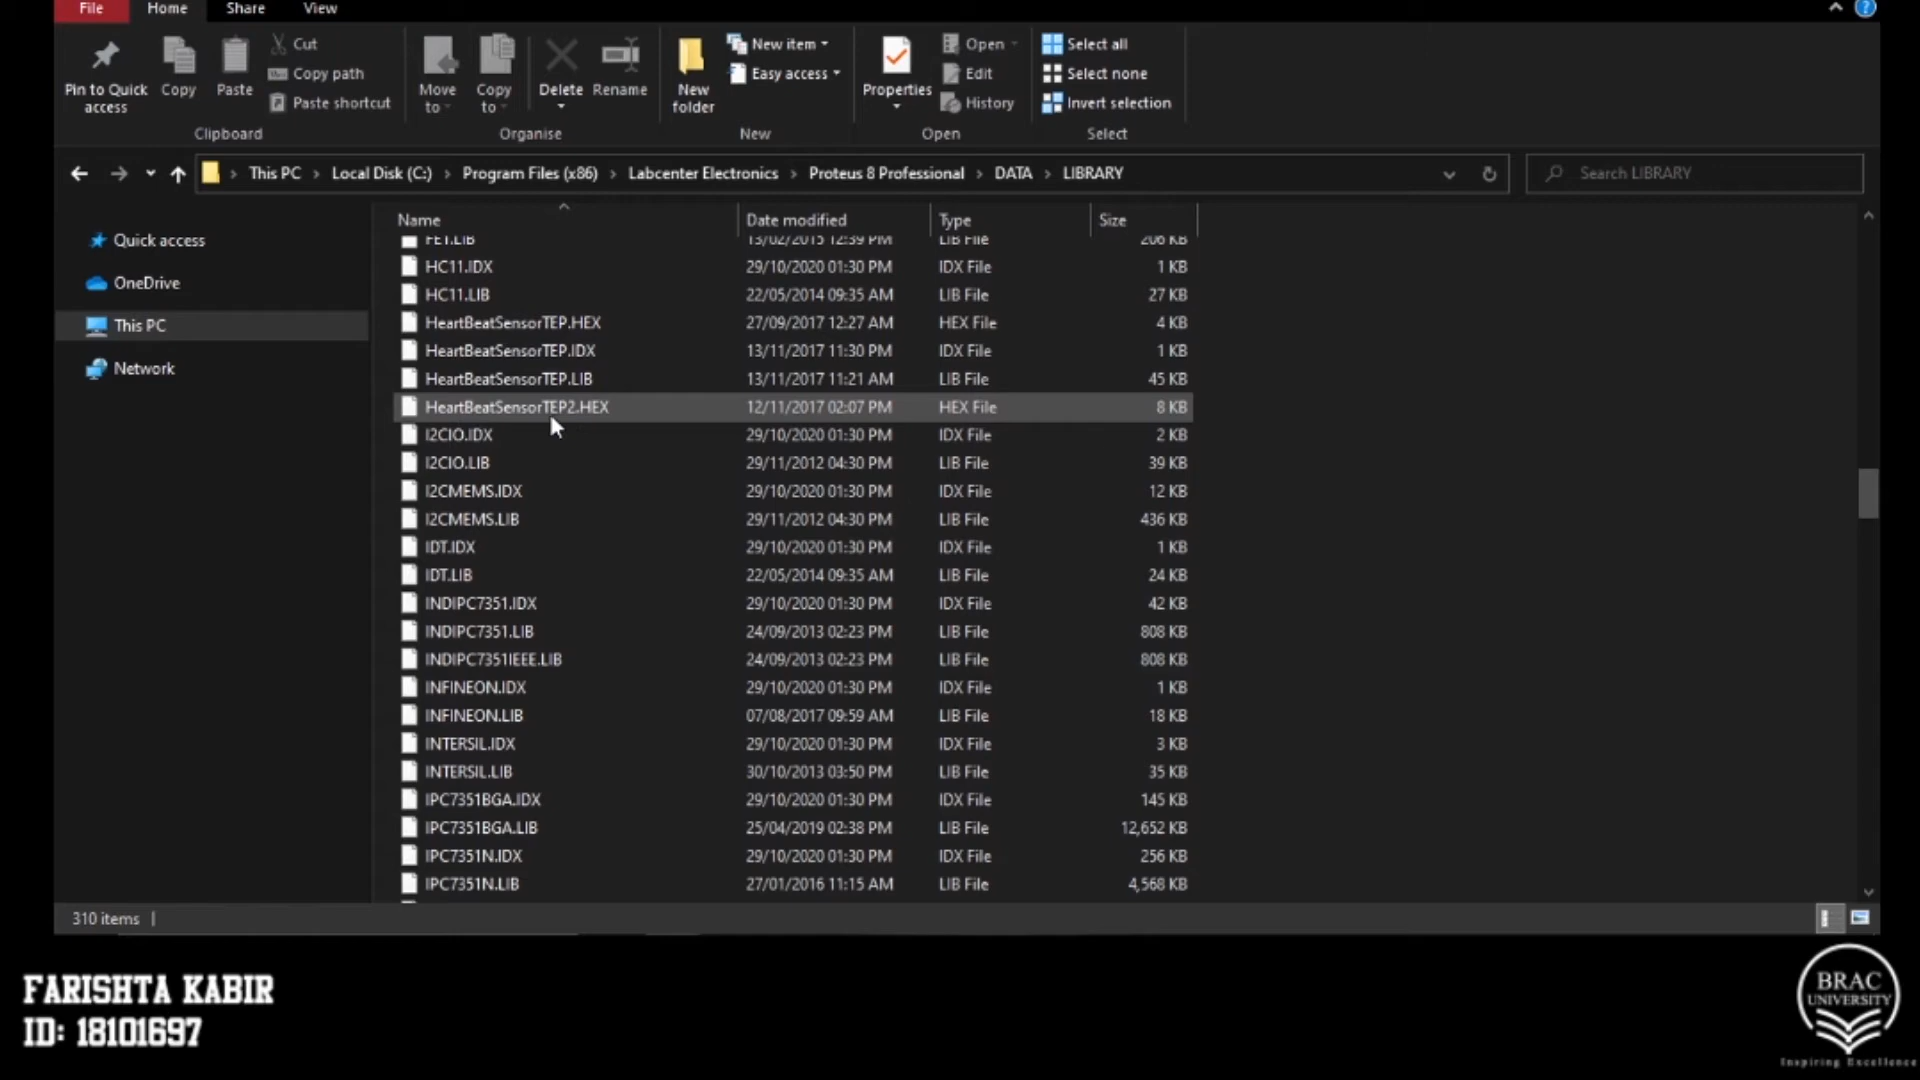 File Home Share View
Pin to Quick access
Copy
Paste
Cut
Copy path
Paste shortcut
Clipboard
Move to
Copy to
Delete
Rename
Organise
New folder
New item
Easy access
New
Properties
Open
Edit
History
Open
Select all
Select none
Invert selection
Select
This PC > Local Disk (C:) > Program Files (x86) > Labcenter Electronics > Proteus 8 Professional > DATA > LIBRARY
Search LIBRARY
Quick access
OneDrive
This PC
Network
Name Date modified Type Size
FET.LIB 13/02/2015 12:39 PM LIB File 206 KB
HC11.IDX 29/10/2020 01:30 PM IDX File 1 KB
HC11.LIB 22/05/2014 09:35 AM LIB File 27 KB
HeartBeatSensorTEP.HEX 27/09/2017 12:27 AM HEX File 4 KB
HeartBeatSensorTEP.IDX 13/11/2017 11:30 PM IDX File 1 KB
HeartBeatSensorTEP.LIB 13/11/2017 11:21 AM LIB File 45 KB
HeartBeatSensorTEP2.HEX 12/11/2017 02:07 PM HEX File 8 KB
I2CIO.IDX 29/10/2020 01:30 PM IDX File 2 KB
I2CIO.LIB 29/11/2012 04:30 PM LIB File 39 KB
I2CMEMS.IDX 29/10/2020 01:30 PM IDX File 12 KB
I2CMEMS.LIB 29/11/2012 04:30 PM LIB File 436 KB
IDT.IDX 29/10/2020 01:30 PM IDX File 1 KB
IDT.LIB 22/05/2014 09:35 AM LIB File 24 KB
INDIPC7351.IDX 29/10/2020 01:30 PM IDX File 42 KB
INDIPC7351.LIB 24/09/2013 02:23 PM LIB File 808 KB
INDIPC7351IEEE.LIB 24/09/2013 02:23 PM LIB File 808 KB
INFINEON.IDX 29/10/2020 01:30 PM IDX File 1 KB
INFINEON.LIB 07/08/2017 09:59 AM LIB File 18 KB
INTERSIL.IDX 29/10/2020 01:30 PM IDX File 3 KB
INTERSIL.LIB 30/10/2013 03:50 PM LIB File 35 KB
IPC7351BGA.IDX 29/10/2020 01:30 PM IDX File 145 KB
IPC7351BGA.LIB 25/04/2019 02:38 PM LIB File 12,652 KB
IPC7351N.IDX 29/10/2020 01:30 PM IDX File 256 KB
IPC7351N.LIB 27/01/2016 11:15 AM LIB File 4,568 KB
310 items
FARISHTA KABIR
ID: 18101697
BRAC
UNIVERSITY
Inspiring Excellence